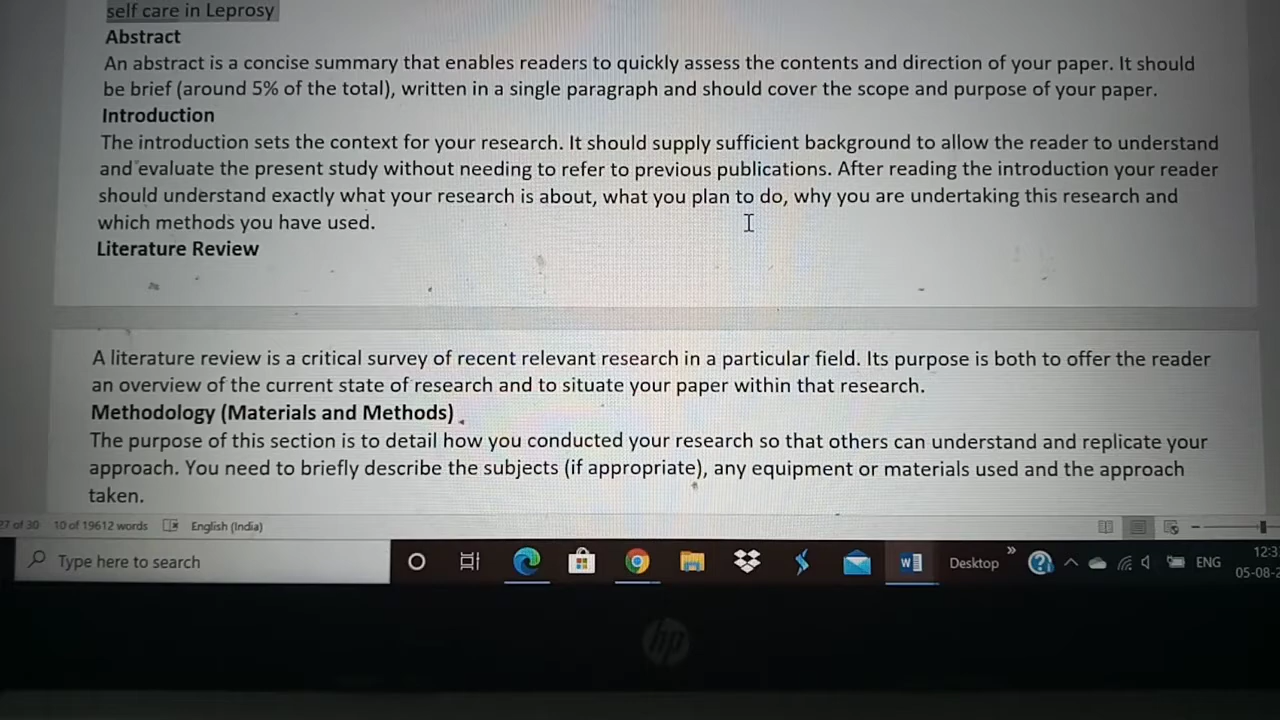 self care in Leprosy
Abstract
An abstract is a concise summary that enables readers to quickly assess the contents and direction of your paper. It should
be brief (around 5% of the total), written in a single paragraph and should cover the scope and purpose of your paper.
Introduction
The introduction sets the context for your research. It should supply sufficient background to allow the reader to understand
and evaluate the present study without needing to refer to previous publications. After reading the introduction your reader
should understand exactly what your research is about, what you plan to do, why you are undertaking this research and
which methods you have used.
Literature Review
A literature review is a critical survey of recent relevant research in a particular field. Its purpose is both to offer the reader
an overview of the current state of research and to situate your paper within that research.
Methodology (Materials and Methods)
The purpose of this section is to detail how you conducted your research so that others can understand and replicate your
approach. You need to briefly describe the subjects (if appropriate), any equipment or materials used and the approach
taken.
27 of 30 10 of 19612 words English (India)
Type here to search Desktop ENG
12:3
05-08-2
hp